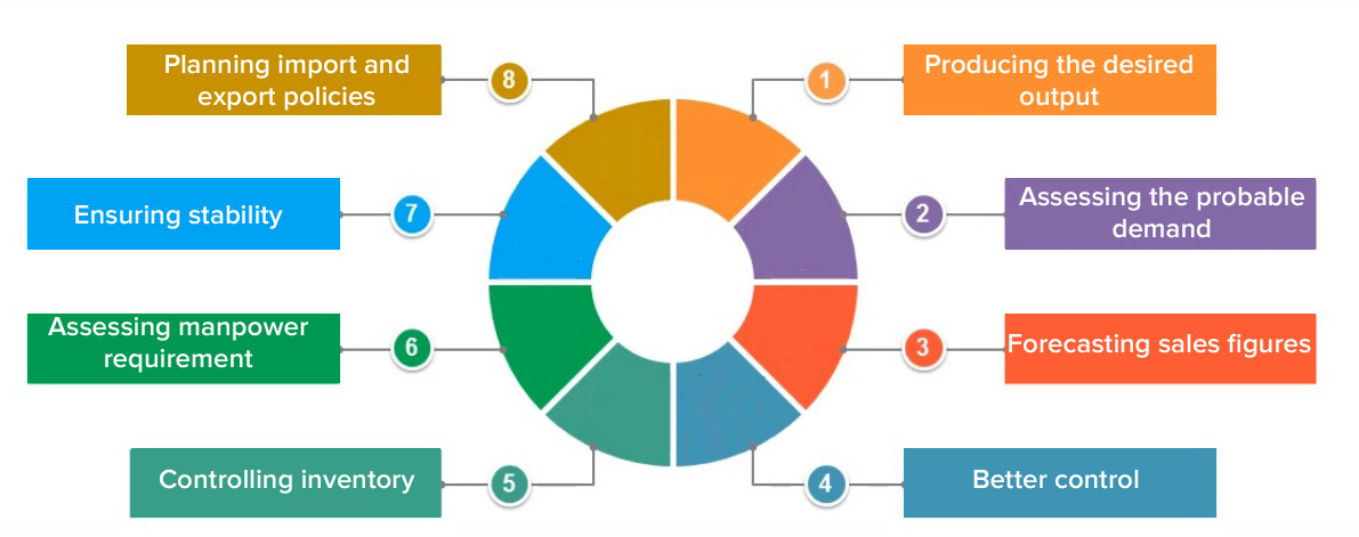 1
Producing the desired
output
2
Assessing the probable
demand
3
Forecasting sales figures
4
Better control
5
Controlling inventory
6
Assessing manpower
requirement
7
Ensuring stability
8
Planning import and
export policies